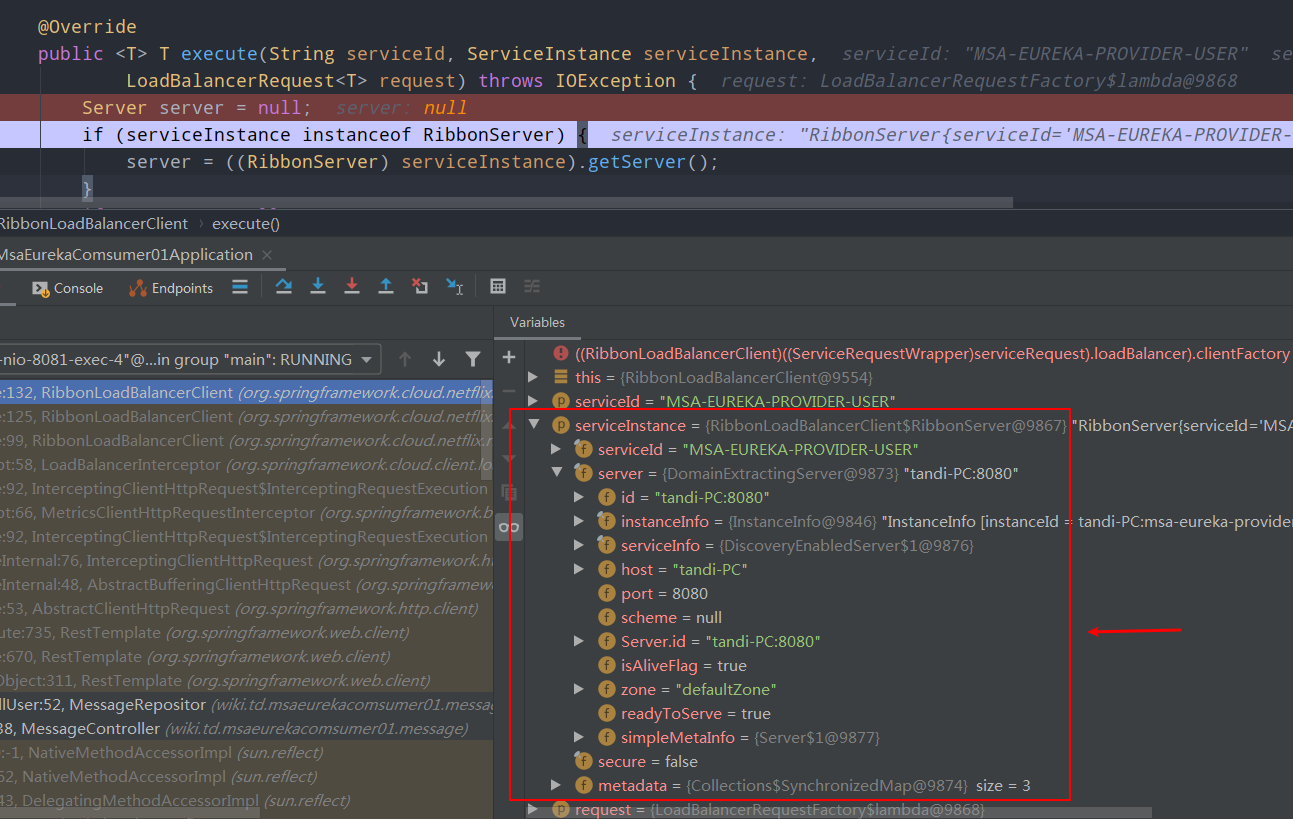 @Override
public <T> T execute(String serviceId, ServiceInstance serviceInstance, serviceId: "MSA-EUREKA-PROVIDER-USER" se
LoadBalancerRequest<T> request) throws IOException { request: LoadBalancerRequestFactory$lambda@9868
Server server = null; server: null
if (serviceInstance instanceof RibbonServer) { serviceInstance: "RibbonServer{serviceId='MSA-EUREKA-PROVIDER-
server = ((RibbonServer) serviceInstance).getServer();
}
RibbonLoadBalancerClient › execute()
MsaEurekaComsumer01Application ×
Console Endpoints
Variables
-nio-8081-exec-4"@...in group "main": RUNNING
e:132, RibbonLoadBalancerClient (org.springframework.cloud.netflix
e:125, RibbonLoadBalancerClient (org.springframework.cloud.netflix.r
e:99, RibbonLoadBalancerClient (org.springframework.cloud.netflix.r
pt:58, LoadBalancerInterceptor (org.springframework.cloud.client.lo
e:92, InterceptingClientHttpRequest$InterceptingRequestExecution
pt:66, MetricsClientHttpRequestInterceptor (org.springframework.b
e:92, InterceptingClientHttpRequest$InterceptingRequestExecution
eInternal:76, InterceptingClientHttpRequest (org.springframework.h
eInternal:48, AbstractBufferingClientHttpRequest (org.springframew
e:53, AbstractClientHttpRequest (org.springframework.http.client)
ute:735, RestTemplate (org.springframework.web.client)
e:670, RestTemplate (org.springframework.web.client)
Object:311, RestTemplate (org.springframework.web.client)
llUser:52, MessageRepositor (wiki.td.msaeurekacomsumer01.messag
38, MessageController (wiki.td.msaeurekacomsumer01.message)
e:-1, NativeMethodAccessorImpl (sun.reflect)
62, NativeMethodAccessorImpl (sun.reflect)
43, DelegatingMethodAccessorImpl (sun.reflect)
((RibbonLoadBalancerClient)((ServiceRequestWrapper)serviceRequest).loadBalancer).clientFactory
this = {RibbonLoadBalancerClient@9554}
serviceId = "MSA-EUREKA-PROVIDER-USER"
serviceInstance = {RibbonLoadBalancerClient$RibbonServer@9867} "RibbonServer{serviceId='MSA
serviceId = "MSA-EUREKA-PROVIDER-USER"
server = {DomainExtractingServer@9873} "tandi-PC:8080"
id = "tandi-PC:8080"
instanceInfo = {InstanceInfo@9846} "InstanceInfo [instanceId = tandi-PC:msa-eureka-provider
serviceInfo = {DiscoveryEnabledServer$1@9876}
host = "tandi-PC"
port = 8080
scheme = null
Server.id = "tandi-PC:8080"
isAliveFlag = true
zone = "defaultZone"
readyToServe = true
simpleMetaInfo = {Server$1@9877}
secure = false
metadata = {Collections$SynchronizedMap@9874} size = 3
request = {LoadBalancerRequestFactory$lambda@9868}